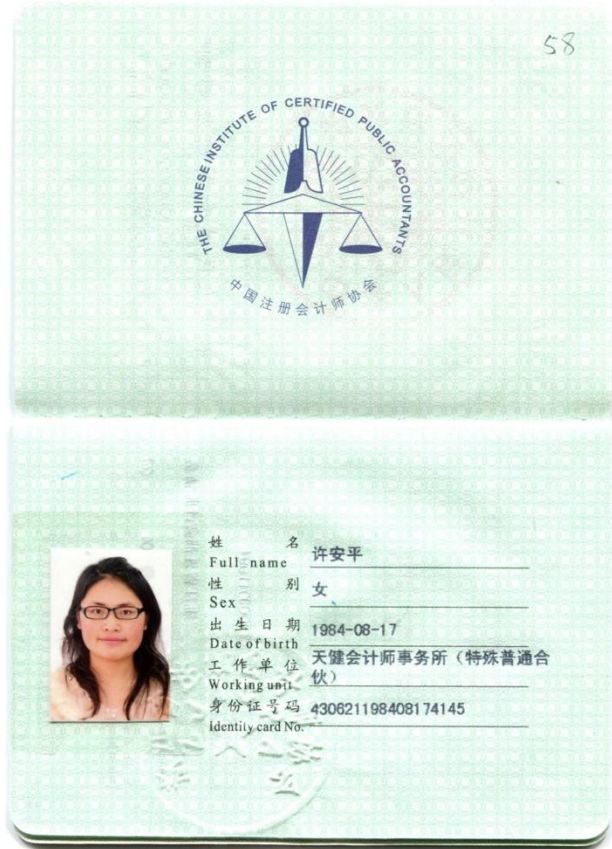 58
THE CHINESE INSTITUTE OF CERTIFIED PUBLIC ACCOUNTANTS
中国注册会计师协会
姓 名 许安平
Full name
性 别 女
Sex
出 生 日 期 1984-08-17
Date of birth
工 作 单 位 天健会计师事务所（特殊普通合
Working unit 伙）
身份证号码 430621198408174145
Identity card No.